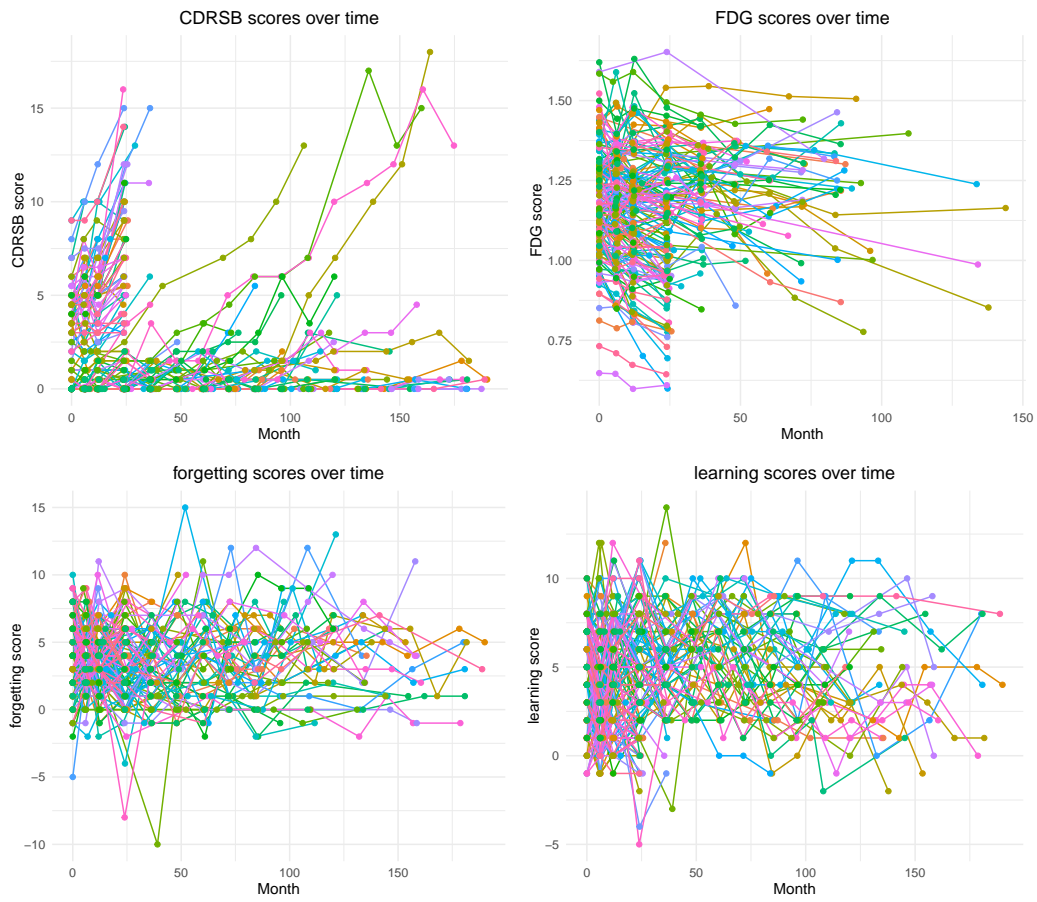 CDRSB scores over time
CDRSB score
15
10
5
0
0 50 100 150
Month
FDG scores over time
FDG score
1.50
1.25
1.00
0.75
0 50 100 150
Month
forgetting scores over time
forgetting score
15
10
5
0
−5
−10
0 50 100 150
Month
learning scores over time
learning score
10
5
0
−5
0 50 100 150
Month